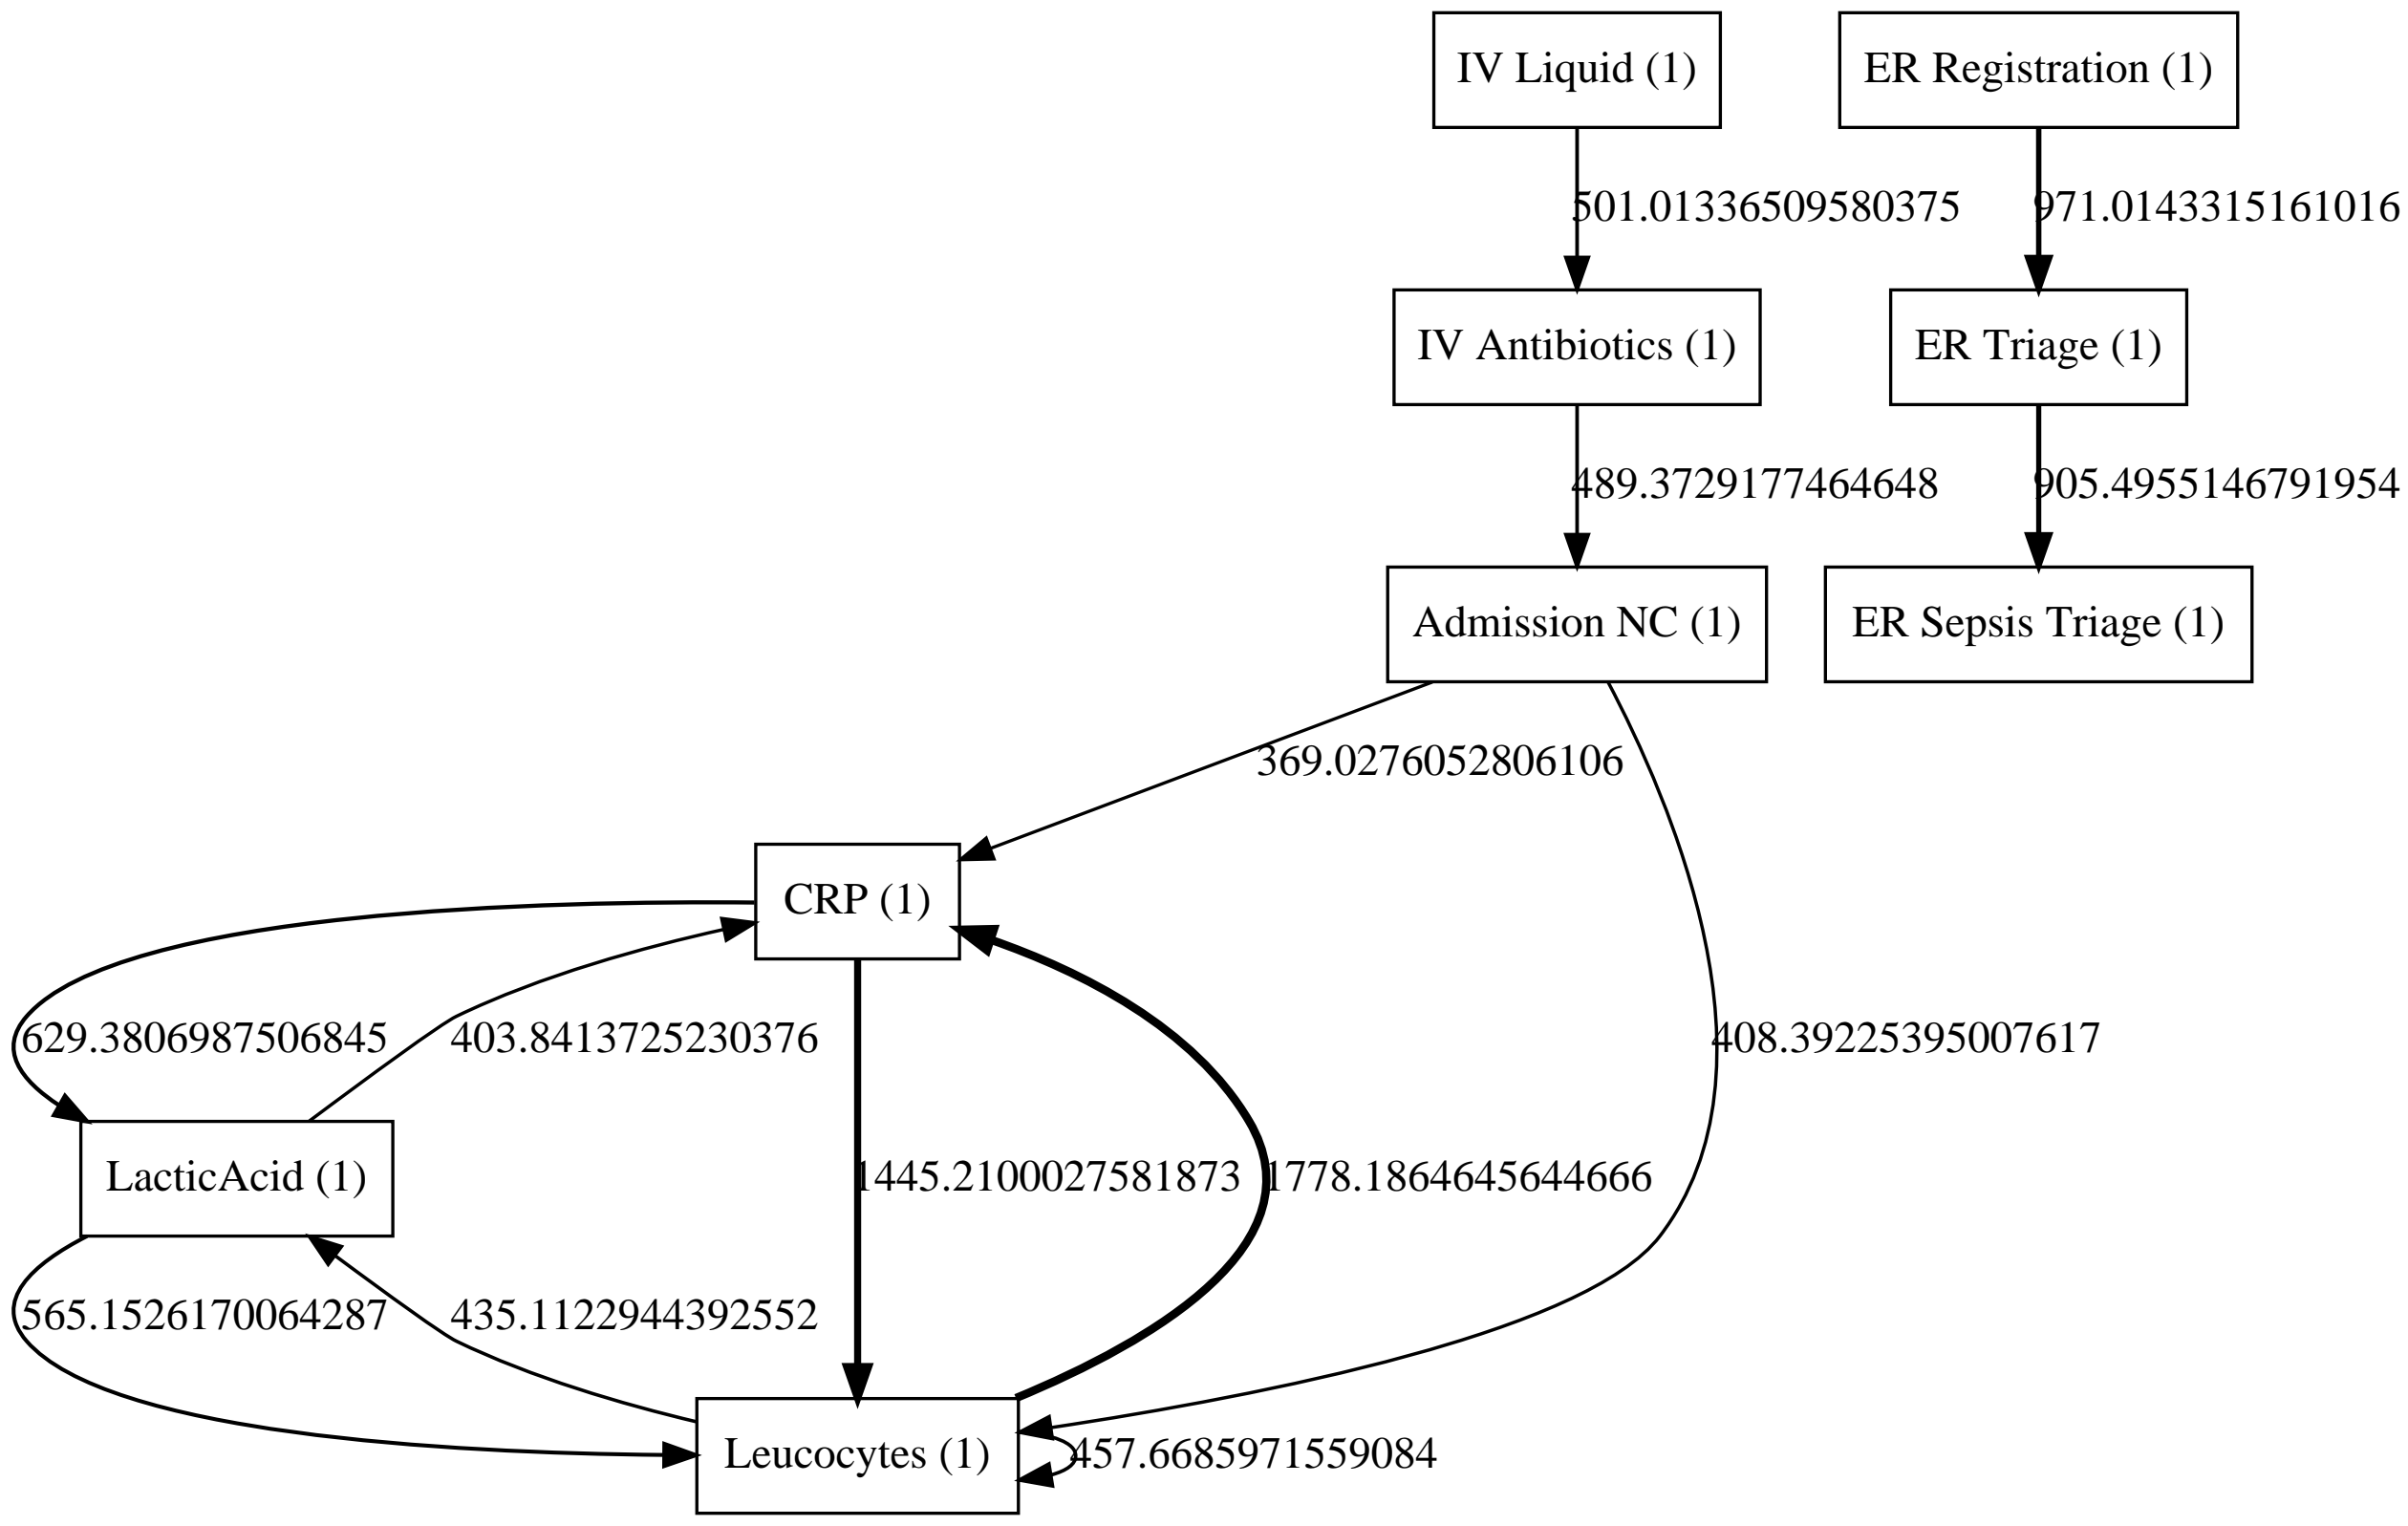 IV Liquid (1)
ER Registration (1)
501.01336509580375
971.0143315161016
IV Antibiotics (1)
ER Triage (1)
489.3729177464648
905.4955146791954
Admission NC (1)
ER Sepsis Triage (1)
369.0276052806106
CRP (1)
629.3806987506845
403.8413725230376
408.39225395007617
LacticAcid (1)
1445.2100027581873
1778.1864645644666
565.1526170064287
435.1122944392552
Leucocytes (1)
457.6685971559084